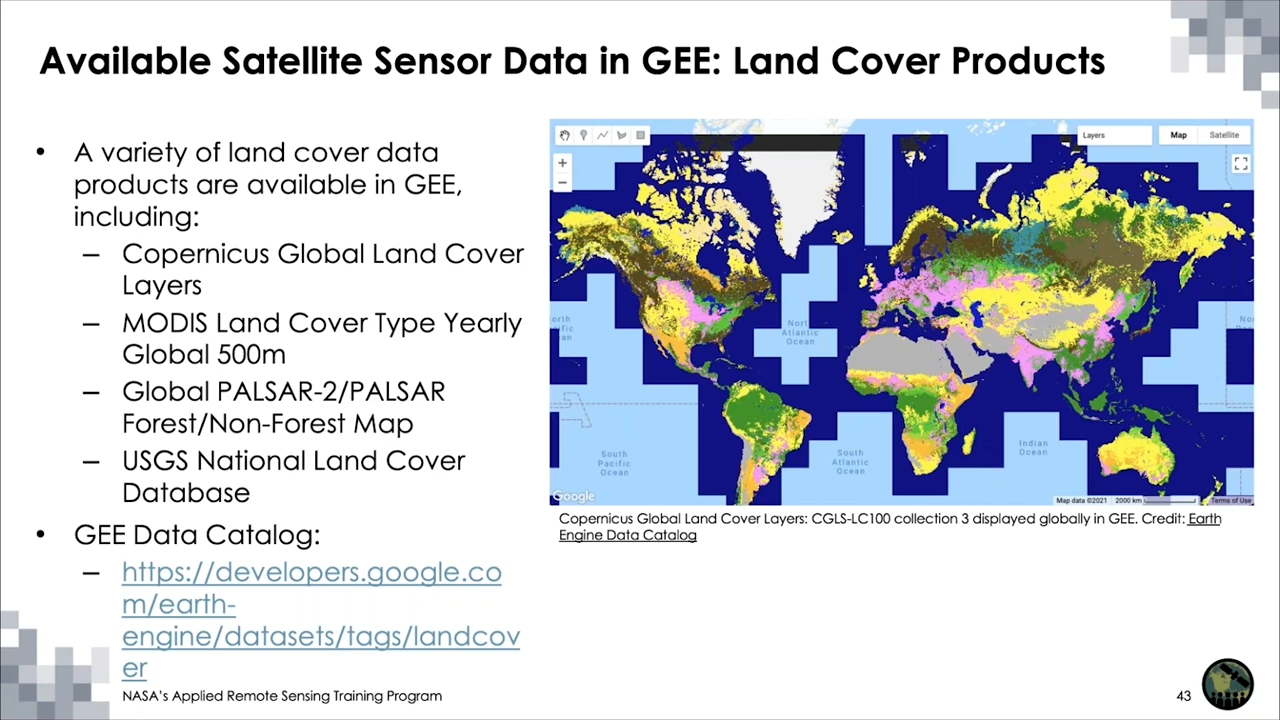 Available Satellite Sensor Data in GEE: Land Cover Products
• A variety of land cover data
products are available in GEE,
including:
– Copernicus Global Land Cover
Layers
– MODIS Land Cover Type Yearly
Global 500m
– Global PALSAR-2/PALSAR
Forest/Non-Forest Map
– USGS National Land Cover
Database
• GEE Data Catalog:
– https://developers.google.co
m/earth-
engine/datasets/tags/landcov
er
Layers
Map
Satellite
+
−
North
Atlantic
Ocean
South
Pacific
Ocean
South
Atlantic
Ocean
Indian
Ocean
Google
Map data ©2021
2000 km
Terms of Use
Copernicus Global Land Cover Layers: CGLS-LC100 collection 3 displayed globally in GEE. Credit: Earth
Engine Data Catalog
NASA's Applied Remote Sensing Training Program
43